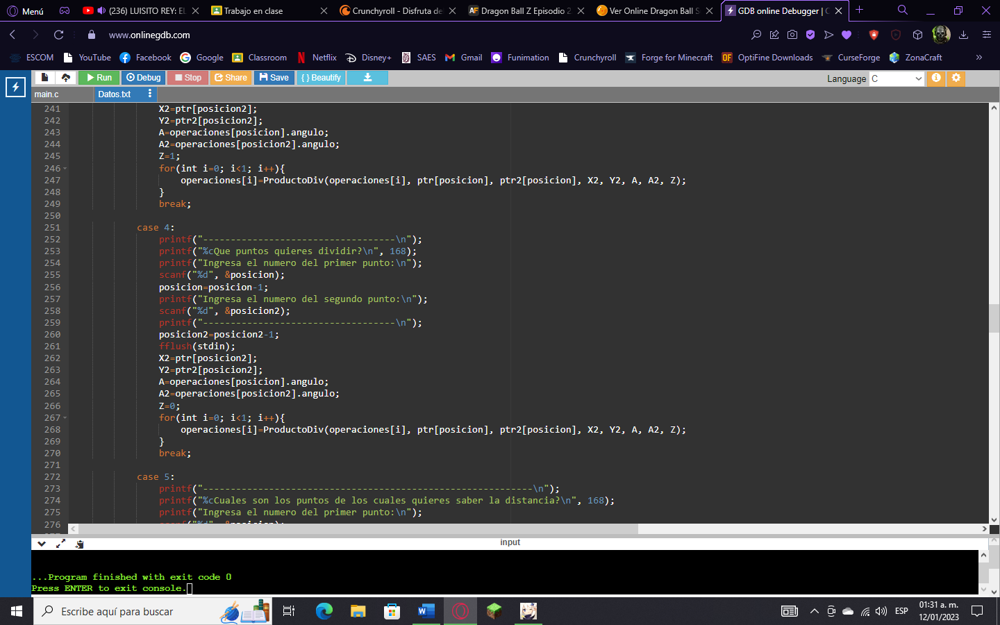 Menú
(236) LUISITO REY: EL
Trabajo en clase
Crunchyroll - Disfruta de
Dragon Ball Z Episodio 2
Ver Online Dragon Ball S
GDB online Debugger | C
www.onlinegdb.com
ESCOM YouTube Facebook Google Classroom Netflix Disney+ SAES Gmail Funimation Crunchyroll Forge for Minecraft OptiFine Downloads CurseForge ZonaCraft »
Run Debug Stop Share Save { } Beautify Language C
main.c Datos.txt
241 X2=ptr[posicion2];
242 Y2=ptr2[posicion2];
243 A=operaciones[posicion].angulo;
244 A2=operaciones[posicion2].angulo;
245 Z=1;
246 for(int i=0; i<1; i++){
247 operaciones[i]=ProductoDiv(operaciones[i], ptr[posicion], ptr2[posicion], X2, Y2, A, A2, Z);
248 }
249 break;
250
251 case 4:
252 printf("-----------------------------------\n");
253 printf("%cQue puntos quieres dividir?\n", 168);
254 printf("Ingresa el numero del primer punto:\n");
255 scanf("%d", &posicion);
256 posicion=posicion-1;
257 printf("Ingresa el numero del segundo punto:\n");
258 scanf("%d", &posicion2);
259 printf("-----------------------------------\n");
260 posicion2=posicion2-1;
261 fflush(stdin);
262 X2=ptr[posicion2];
263 Y2=ptr2[posicion2];
264 A=operaciones[posicion].angulo;
265 A2=operaciones[posicion2].angulo;
266 Z=0;
267 for(int i=0; i<1; i++){
268 operaciones[i]=ProductoDiv(operaciones[i], ptr[posicion], ptr2[posicion], X2, Y2, A, A2, Z);
269 }
270 break;
271
272 case 5:
273 printf("------------------------------------------------------------\n");
274 printf("%cCuales son los puntos de los cuales quieres saber la distancia?\n", 168);
275 printf("Ingresa el numero del primer punto:\n");
276 scanf("%d", &posicion);
input
...Program finished with exit code 0
Press ENTER to exit console.
Escribe aquí para buscar
ESP
01:31 a. m.
12/01/2023